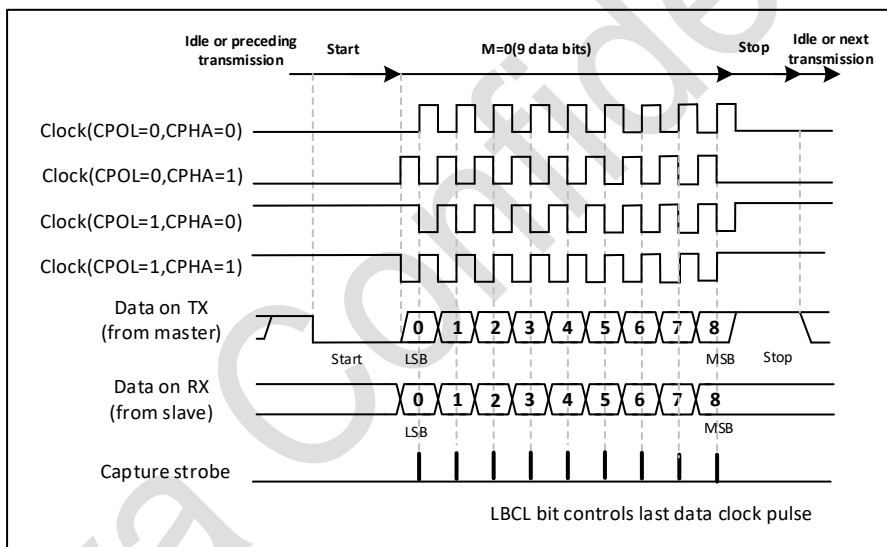 Idle or preceding
transmission
Start
M=0(9 data bits)
Stop
Idle or next
transmission
Clock(CPOL=0,CPHA=0)
Clock(CPOL=0,CPHA=1)
Clock(CPOL=1,CPHA=0)
Clock(CPOL=1,CPHA=1)
Data on TX
(from master)
0 1 2 3 4 5 6 7 8
Start
LSB
MSB
Stop
Data on RX
(from slave)
0 1 2 3 4 5 6 7 8
LSB
MSB
Capture strobe
LBCL bit controls last data clock pulse